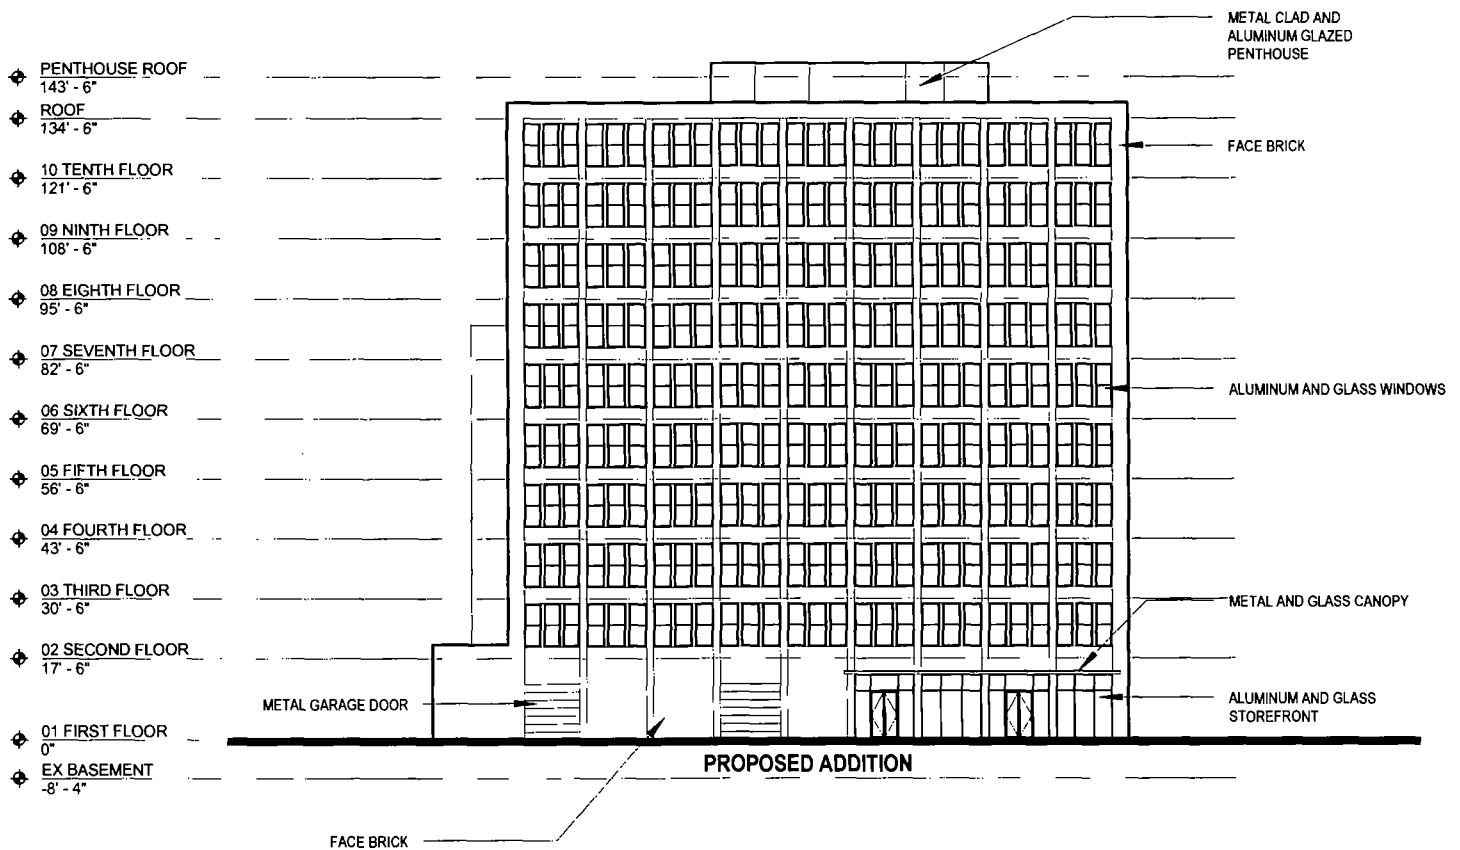 METAL CLAD AND
ALUMINUM GLAZED
PENTHOUSE
PENTHOUSE ROOF
143' - 6"
ROOF
134' - 6"
FACE BRICK
10 TENTH FLOOR
121' - 6"
09 NINTH FLOOR
108' - 6"
08 EIGHTH FLOOR
95' - 6"
07 SEVENTH FLOOR
82' - 6"
ALUMINUM AND GLASS WINDOWS
06 SIXTH FLOOR
69' - 6"
05 FIFTH FLOOR
56' - 6"
04 FOURTH FLOOR
43' - 6"
03 THIRD FLOOR
30' - 6"
METAL AND GLASS CANOPY
02 SECOND FLOOR
17' - 6"
METAL GARAGE DOOR
ALUMINUM AND GLASS
STOREFRONT
01 FIRST FLOOR
0"
PROPOSED ADDITION
EX BASEMENT
-8' - 4"
FACE BRICK